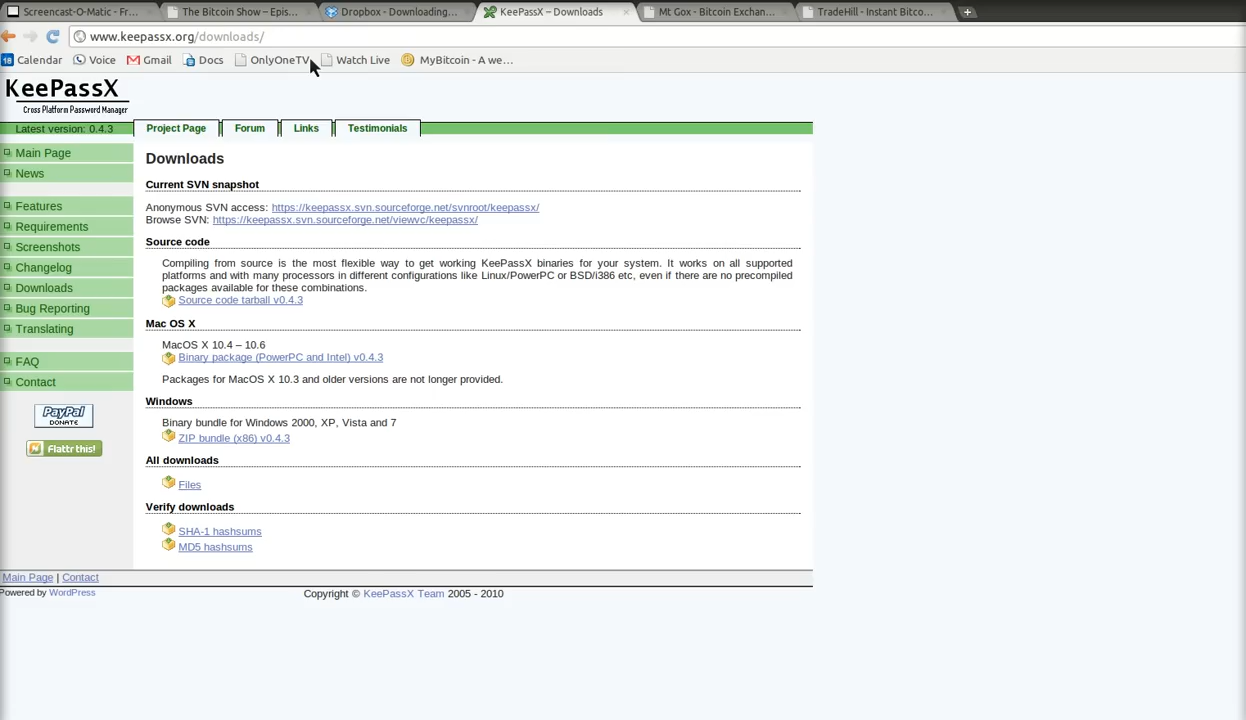 Screencast-O-Matic - Fr...
The Bitcoin Show – Epis...
Dropbox - Downloading...
KeePassX – Downloads
Mt Gox - Bitcoin Exchan...
TradeHill - Instant Bitco...
www.keepassx.org/downloads/
18 Calendar
Voice
Gmail
Docs
OnlyOneTV
Watch Live
MyBitcoin - A we...
KeePassX
Cross Platform Password Manager
Latest version: 0.4.3
Project Page
Forum
Links
Testimonials
Main Page
News
Features
Requirements
Screenshots
Changelog
Downloads
Bug Reporting
Translating
FAQ
Contact
PayPal
DONATE
Flattr this!
Downloads
Current SVN snapshot
Anonymous SVN access: https://keepassx.svn.sourceforge.net/svnroot/keepassx/
Browse SVN: https://keepassx.svn.sourceforge.net/viewvc/keepassx/
Source code
Compiling from source is the most flexible way to get working KeePassX binaries for your system. It works on all supported
platforms and with many processors in different configurations like Linux/PowerPC or BSD/i386 etc, even if there are no precompiled
packages available for these combinations.
Source code tarball v0.4.3
Mac OS X
MacOS X 10.4 – 10.6
Binary package (PowerPC and Intel) v0.4.3
Packages for MacOS X 10.3 and older versions are not longer provided.
Windows
Binary bundle for Windows 2000, XP, Vista and 7
ZIP bundle (x86) v0.4.3
All downloads
Files
Verify downloads
SHA-1 hashsums
MD5 hashsums
Main Page | Contact
Powered by WordPress
Copyright © KeePassX Team 2005 - 2010